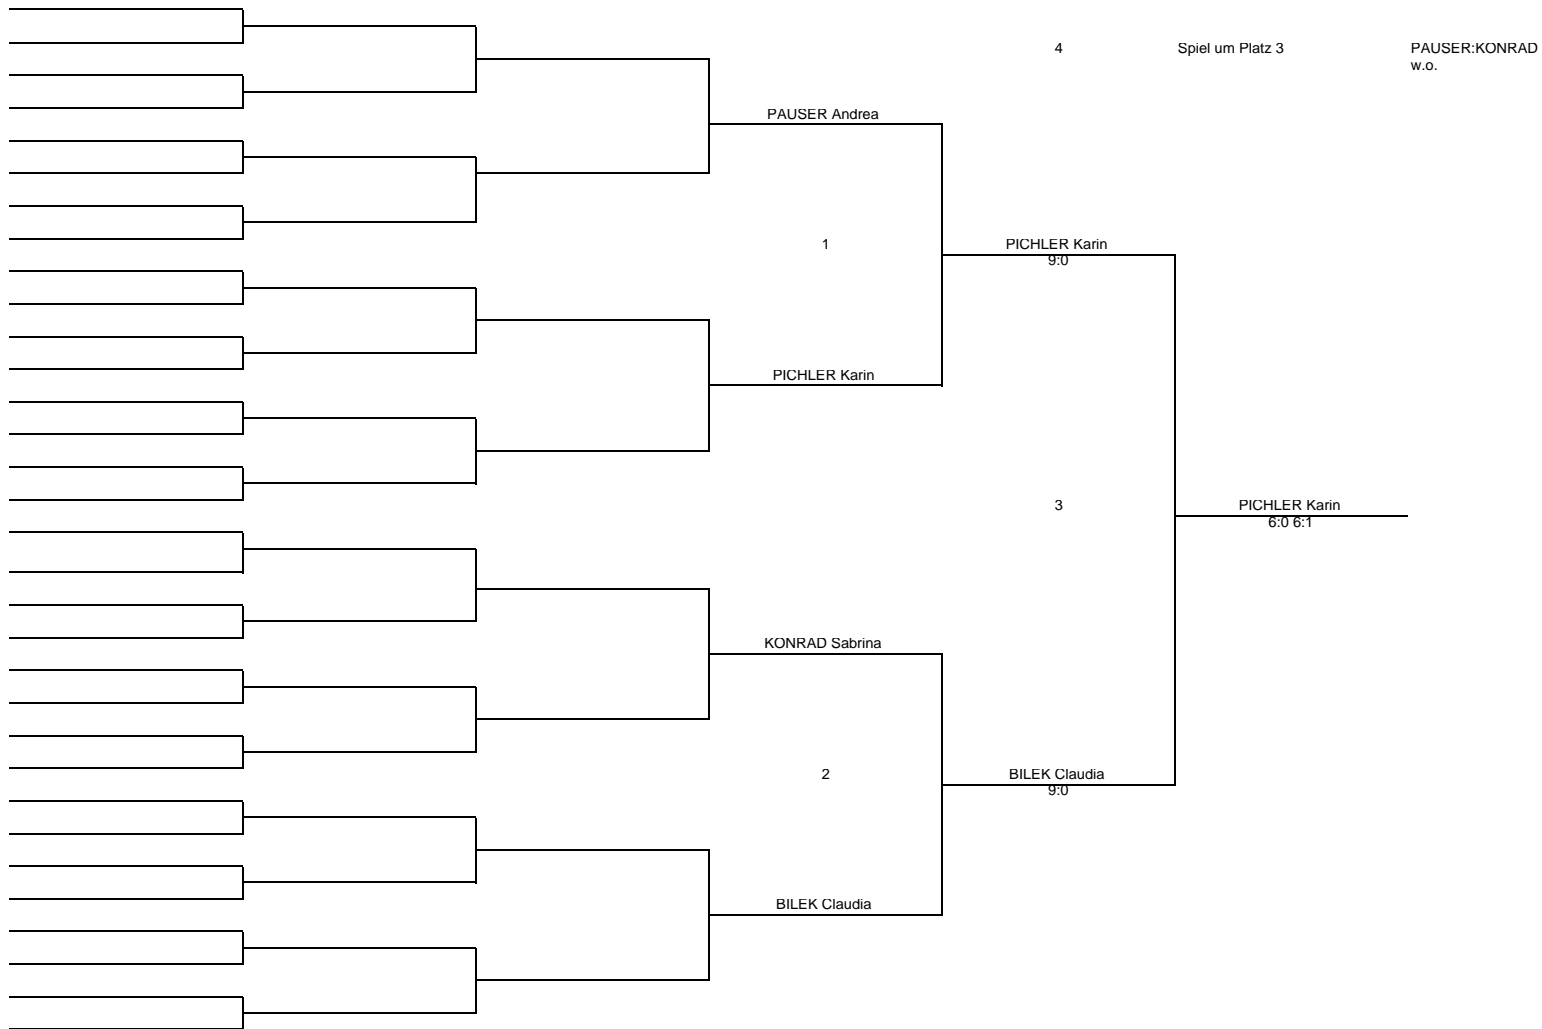 4 Spiel um Platz 3 PAUSER:KONRAD
w.o.
PAUSER Andrea
1 PICHLER Karin
9:0
PICHLER Karin
3 PICHLER Karin
6:0 6:1
KONRAD Sabrina
2 BILEK Claudia
9:0
BILEK Claudia